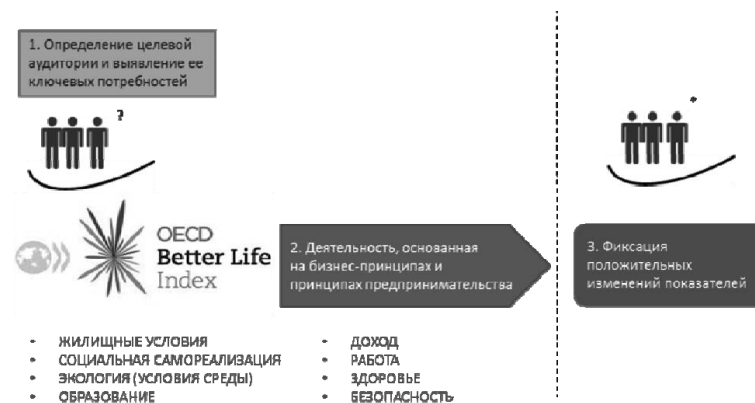 1. Определение целевой
аудитории и выявление ее
ключевых потребностей
?
OECD
Better Life
Index
2. Деятельность, основанная
на бизнес-принципах и
принципах предпринимательства
3. Фиксация
положительных
изменений показателей
• ЖИЛИЩНЫЕ УСЛОВИЯ
• СОЦИАЛЬНАЯ САМОРЕАЛИЗАЦИЯ
• ЭКОЛОГИЯ (УСЛОВИЯ СРЕДЫ)
• ОБРАЗОВАНИЕ
• ДОХОД
• РАБОТА
• ЗДОРОВЬЕ
• БЕЗОПАСНОСТЬ